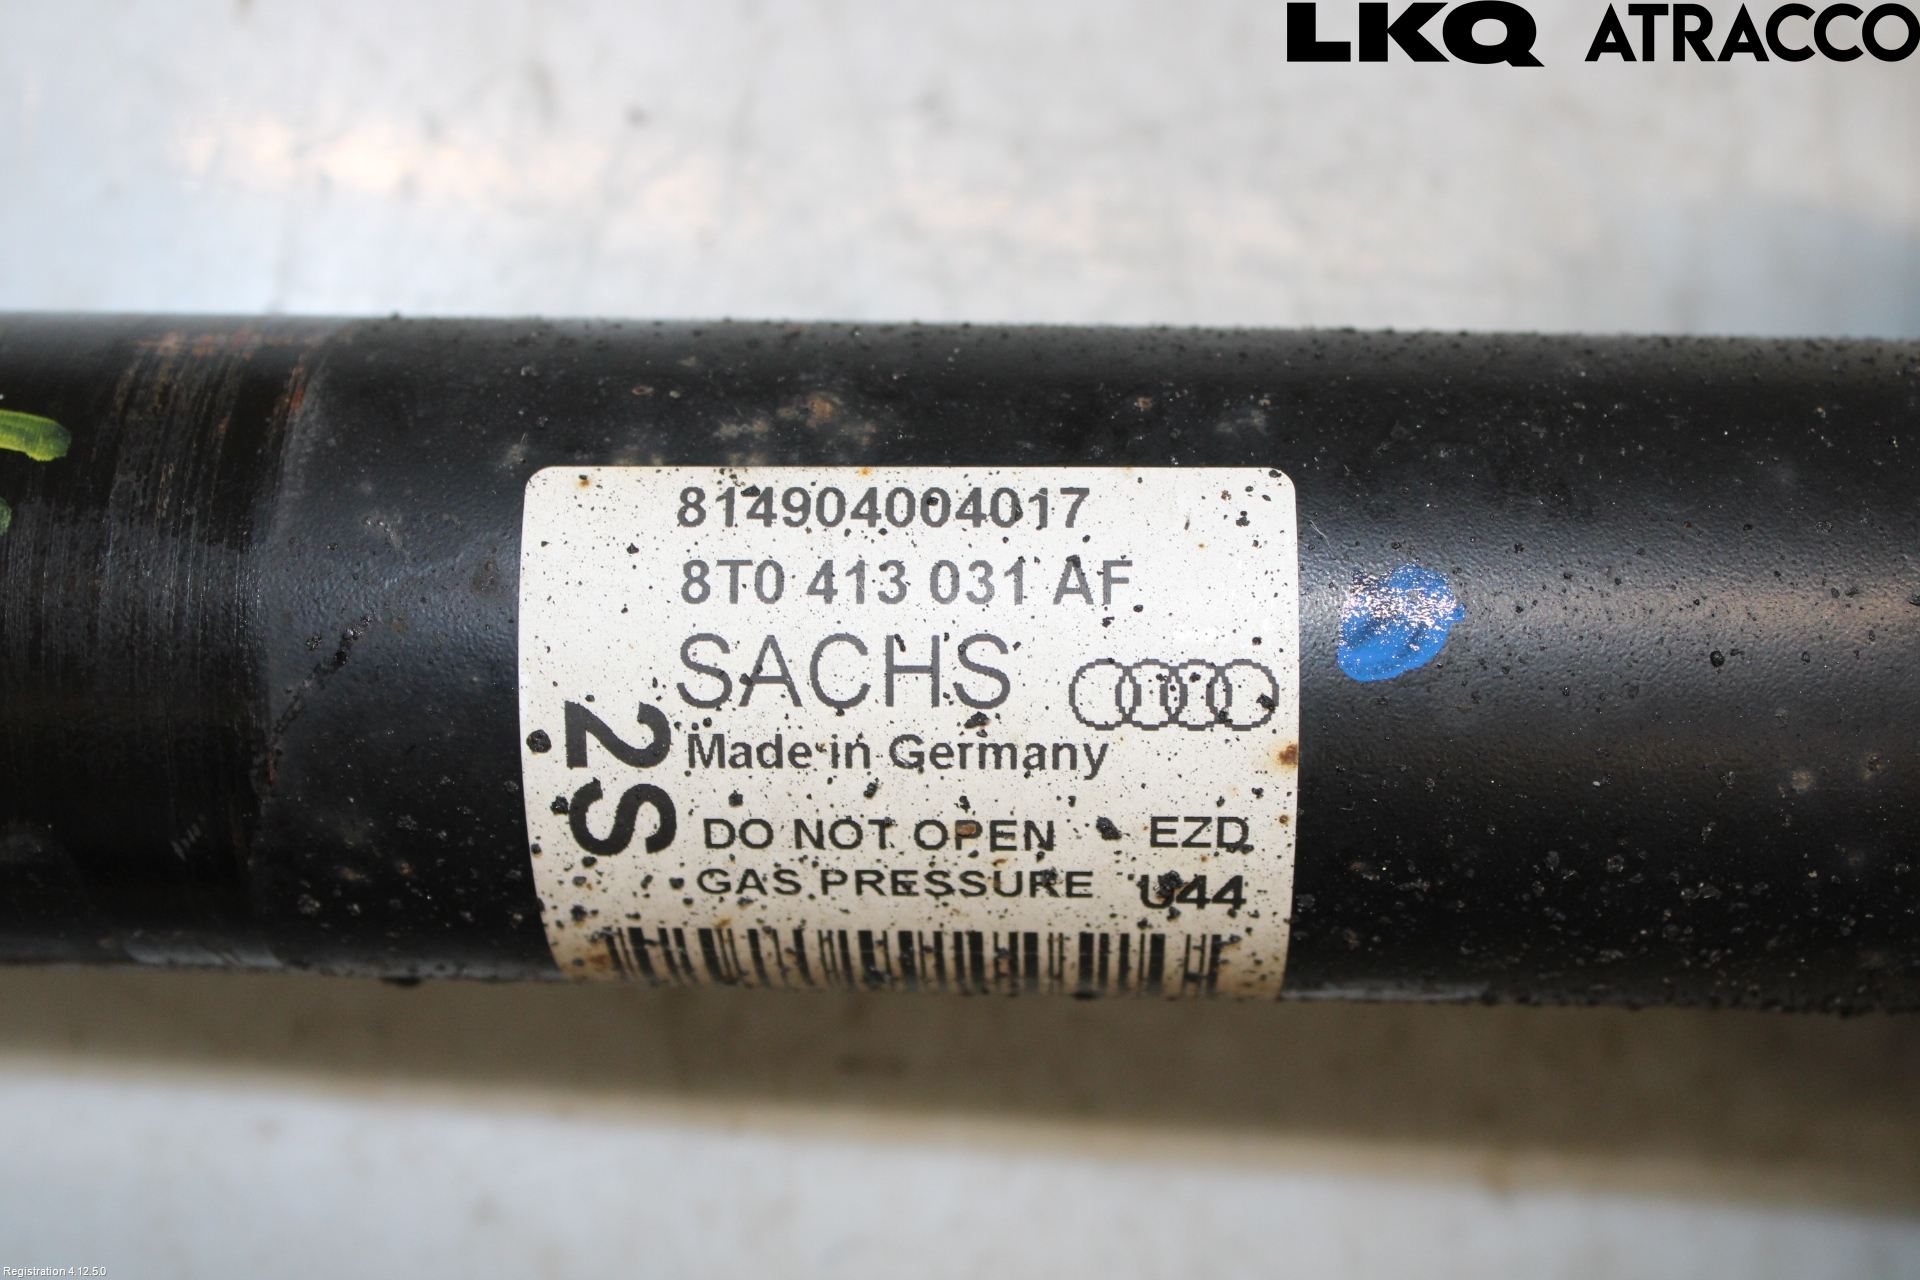 LKQ ATRACCO
814904004017
8T0 413 031 AF
SACHS
2S
Made in Germany
DO NOT OPEN EZD
GAS PRESSURE U44
Registration 4.12.5.0